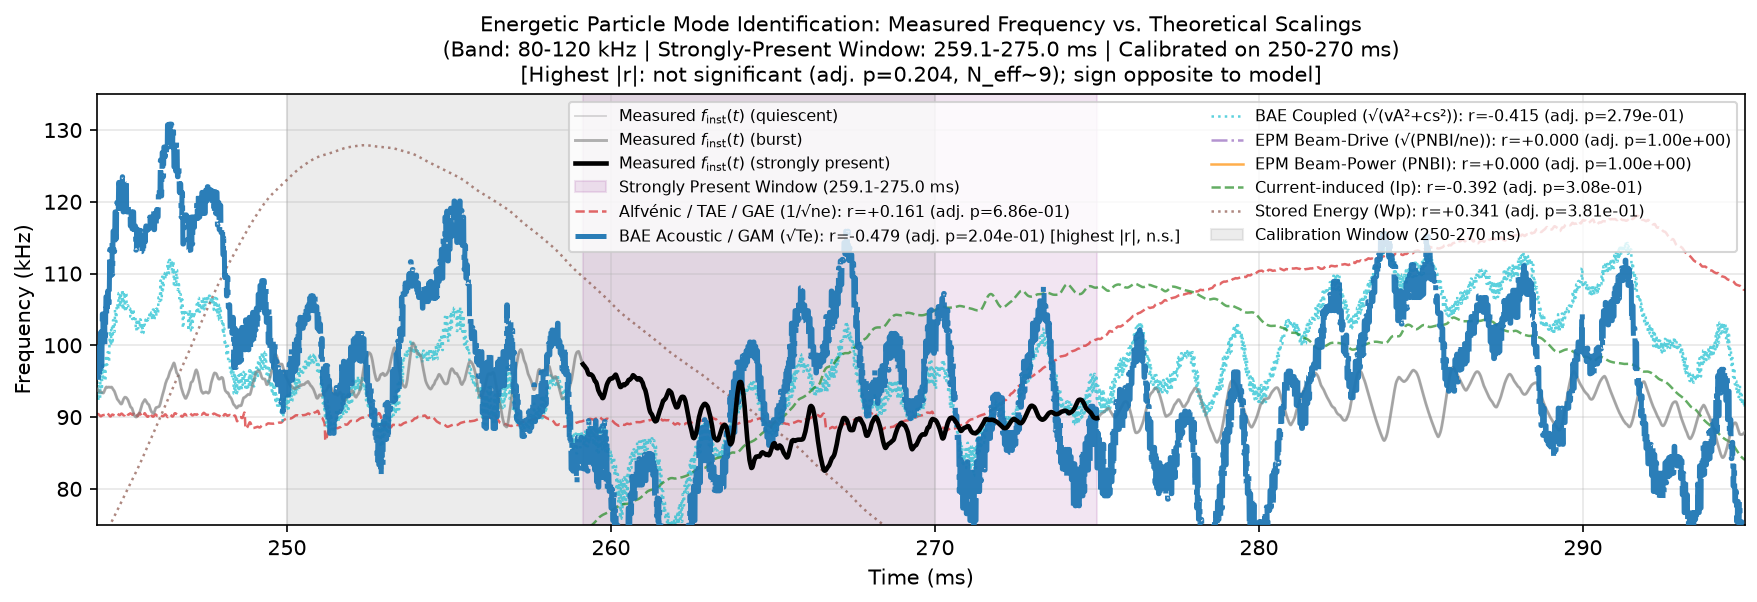 Energetic Particle Mode Identification: Measured Frequency vs. Theoretical Scalings
(Band: 80-120 kHz | Strongly-Present Window: 259.1-275.0 ms | Calibrated on 250-270 ms)
[Highest |r|: not significant (adj. p=0.204, N_eff~9); sign opposite to model]
Measured f_inst(t) (quiescent)
Measured f_inst(t) (burst)
Measured f_inst(t) (strongly present)
Strongly Present Window (259.1-275.0 ms)
Alfvénic / TAE / GAE (1/√ne): r=+0.161 (adj. p=6.86e-01)
BAE Acoustic / GAM (√Te): r=-0.479 (adj. p=2.04e-01) [highest |r|, n.s.]
BAE Coupled (√(vA²+cs²)): r=-0.415 (adj. p=2.79e-01)
EPM Beam-Drive (√(PNBI/ne)): r=+0.000 (adj. p=1.00e+00)
EPM Beam-Power (PNBI): r=+0.000 (adj. p=1.00e+00)
Current-induced (Ip): r=-0.392 (adj. p=3.08e-01)
Stored Energy (Wp): r=+0.341 (adj. p=3.81e-01)
Calibration Window (250-270 ms)
Frequency (kHz)
130
120
110
100
90
80
250
260
270
280
290
Time (ms)